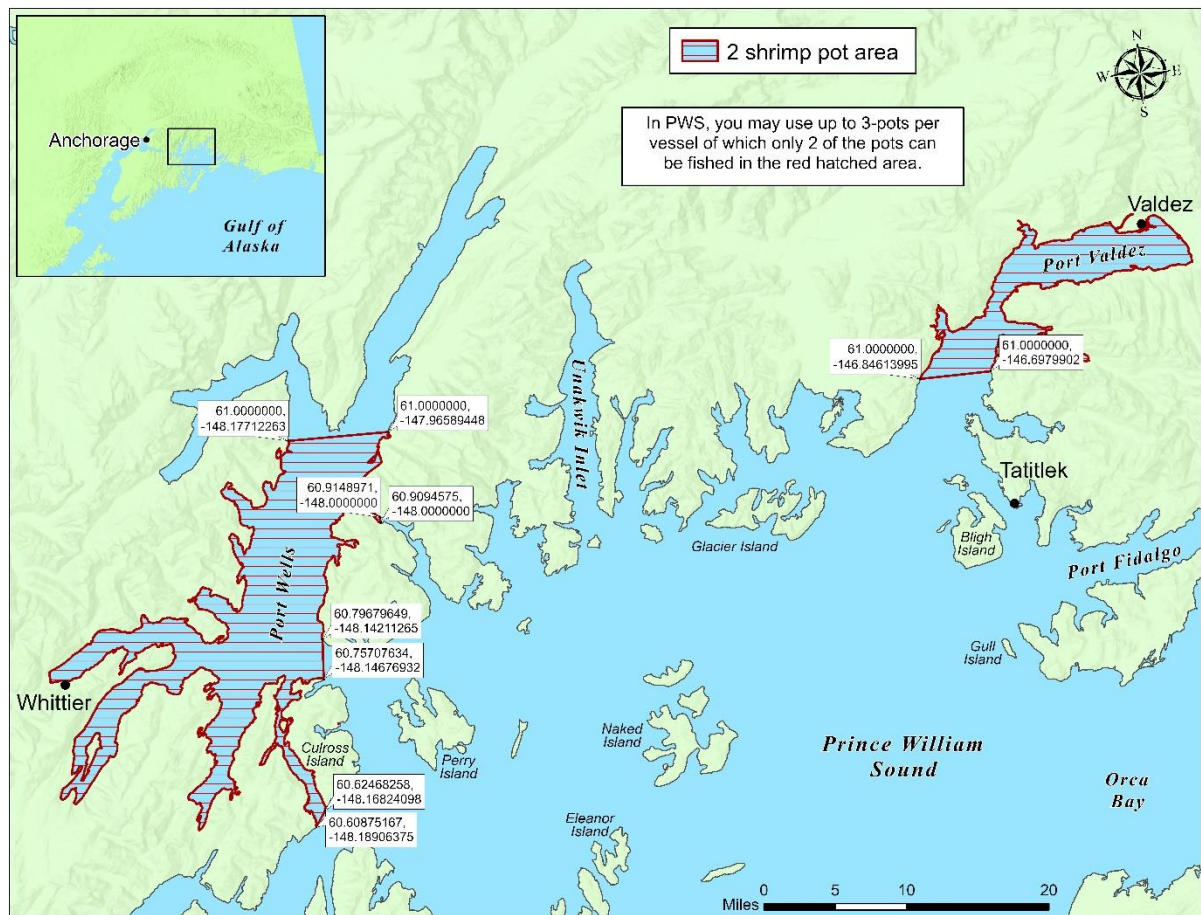 Anchorage
Gulf of
Alaska
2 shrimp pot area
In PWS, you may use up to 3-pots per
vessel of which only 2 of the pots can
be fished in the red hatched area.
N
W E
S
Valdez
Port Valdez
61.0000000,
-146.84613995
61.0000000,
-146.6979902
61.0000000,
-148.17712263
61.0000000,
-147.96589448
Unakwik Inlet
60.9148971,
-148.0000000
60.9094575,
-148.0000000
Tatitlek
Bligh
Island
Glacier Island
Port Fidalgo
Port Wells
60.79679649,
-148.14211265
60.75707634,
-148.14676932
Gull
Island
Whittier
Culross
Island
Perry
Island
Naked
Island
Prince William
Sound
Orca
Bay
60.62468258,
-148.16824098
60.60875167,
-148.18906375
Eleanor
Island
0 5 10 20
Miles